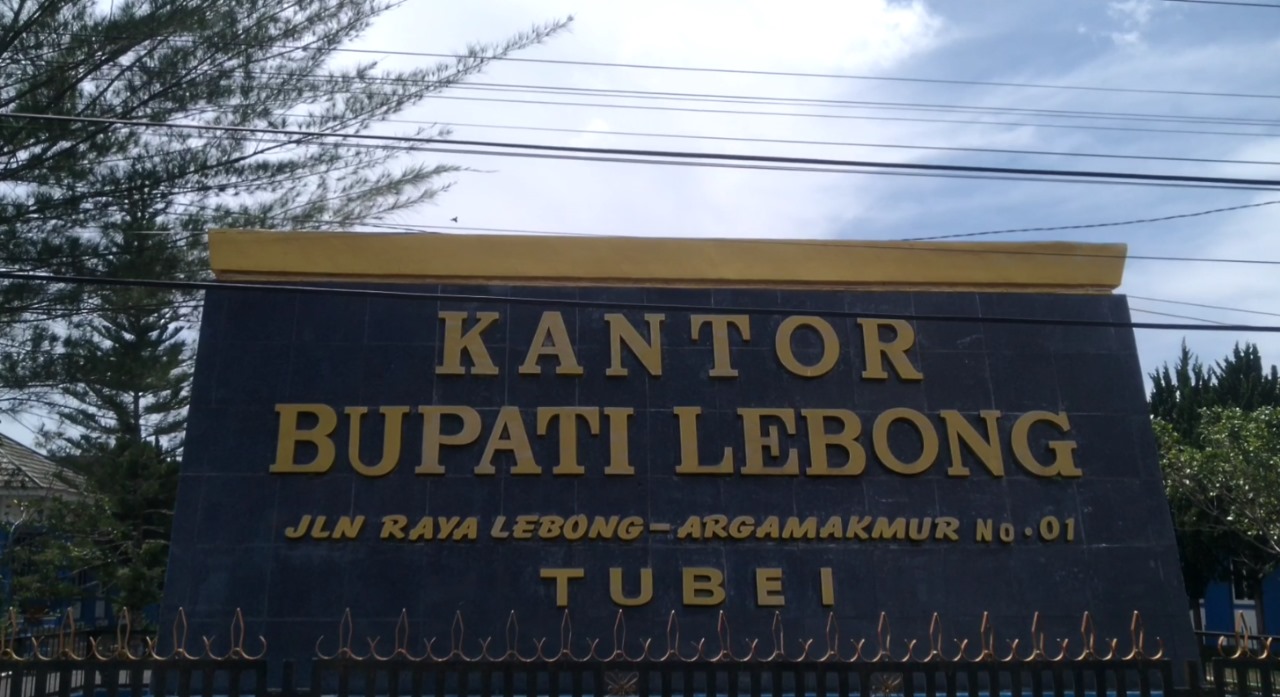 KANTOR
BUPATI LEBONG
JLN RAYA LEBONG-ARGAMAKMUR No.01
TUBEI